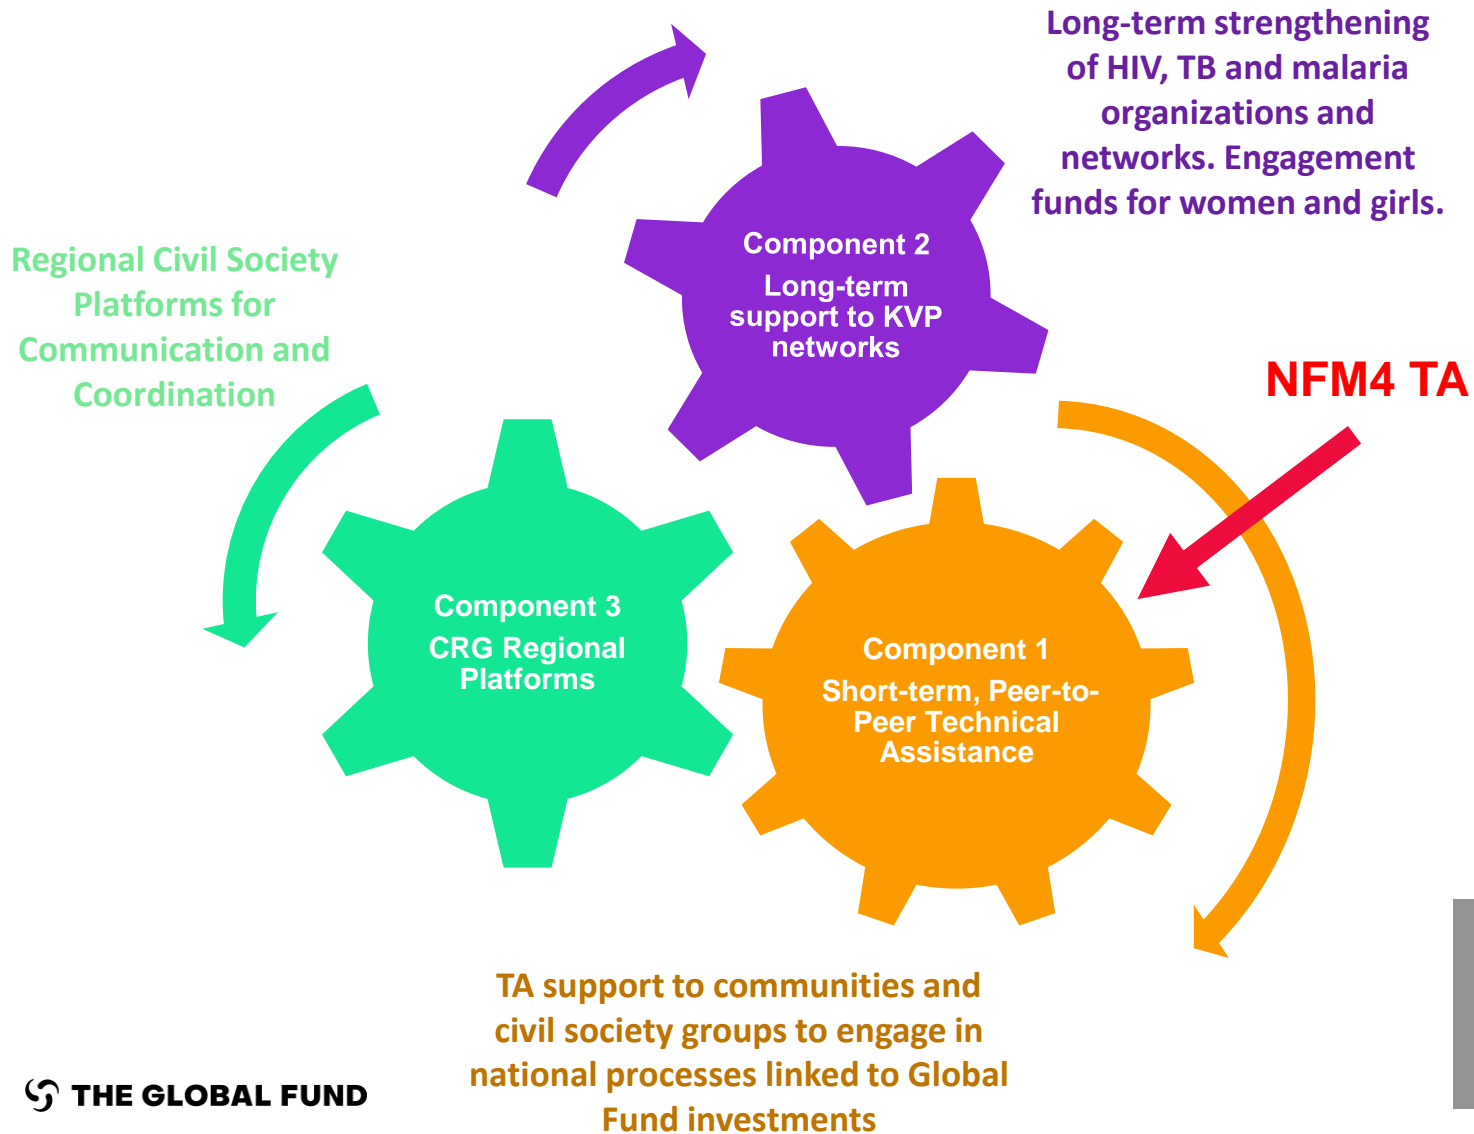 Long-term strengthening
of HIV, TB and malaria
organizations and
networks. Engagement
funds for women and girls.
Component 2
Long-term
support to KVP
networks
Regional Civil Society
Platforms for
Communication and
Coordination
NFM4 TA
Component 3
CRG Regional
Platforms
Component 1
Short-term, Peer-to-
Peer Technical
Assistance
TA support to communities and
civil society groups to engage in
national processes linked to Global
Fund investments
THE GLOBAL FUND